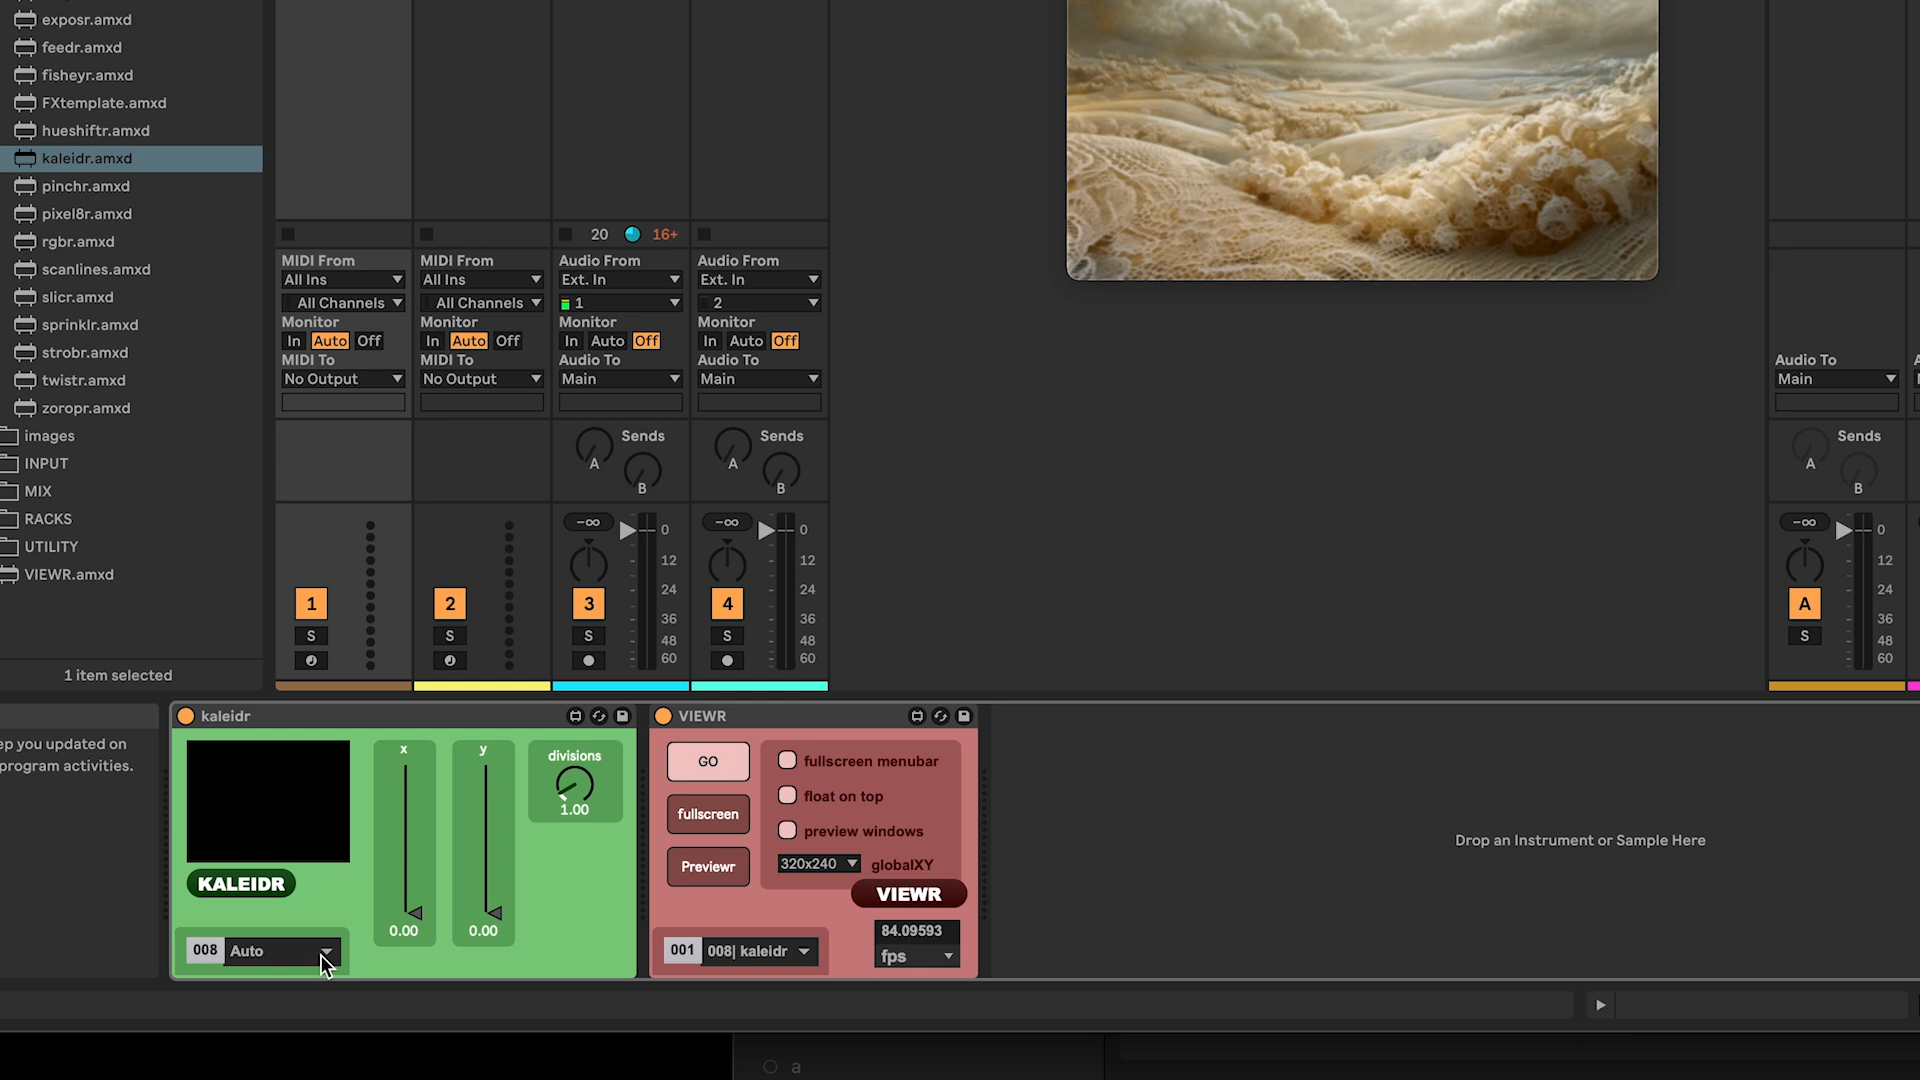 exposr.amxd
feedr.amxd
fisheyr.amxd
FXtemplate.amxd
hueshiftr.amxd
kaleidr.amxd
pinchr.amxd
pixel8r.amxd
rgbr.amxd
scanlines.amxd
slicr.amxd
sprinklr.amxd
strobr.amxd
twistr.amxd
zoropr.amxd
images
INPUT
MIX
RACKS
UTILITY
VIEWR.amxd
1 item selected
20 16+
MIDI From
All Ins
All Channels
Monitor
In Auto Off
MIDI To
No Output
1
S
MIDI From
All Ins
All Channels
Monitor
In Auto Off
MIDI To
No Output
2
S
Audio From
Ext. In
1
Monitor
In Auto Off
Audio To
Main
Sends
A
B
-∞
0
12
24
36
48
60
3
S
Audio From
Ext. In
2
Monitor
In Auto Off
Audio To
Main
Sends
A
B
-∞
0
12
24
36
48
60
4
S
Audio To
Main
Sends
A
B
-∞
0
12
24
36
48
60
A
S
ep you updated on
program activities.
kaleidr
KALEIDR
008 Auto
x
0.00
y
0.00
divisions
1.00
VIEWR
GO
fullscreen
Previewr
fullscreen menubar
float on top
preview windows
320x240 globalXY
VIEWR
001 008| kaleidr
84.09593
fps
Drop an Instrument or Sample Here
a